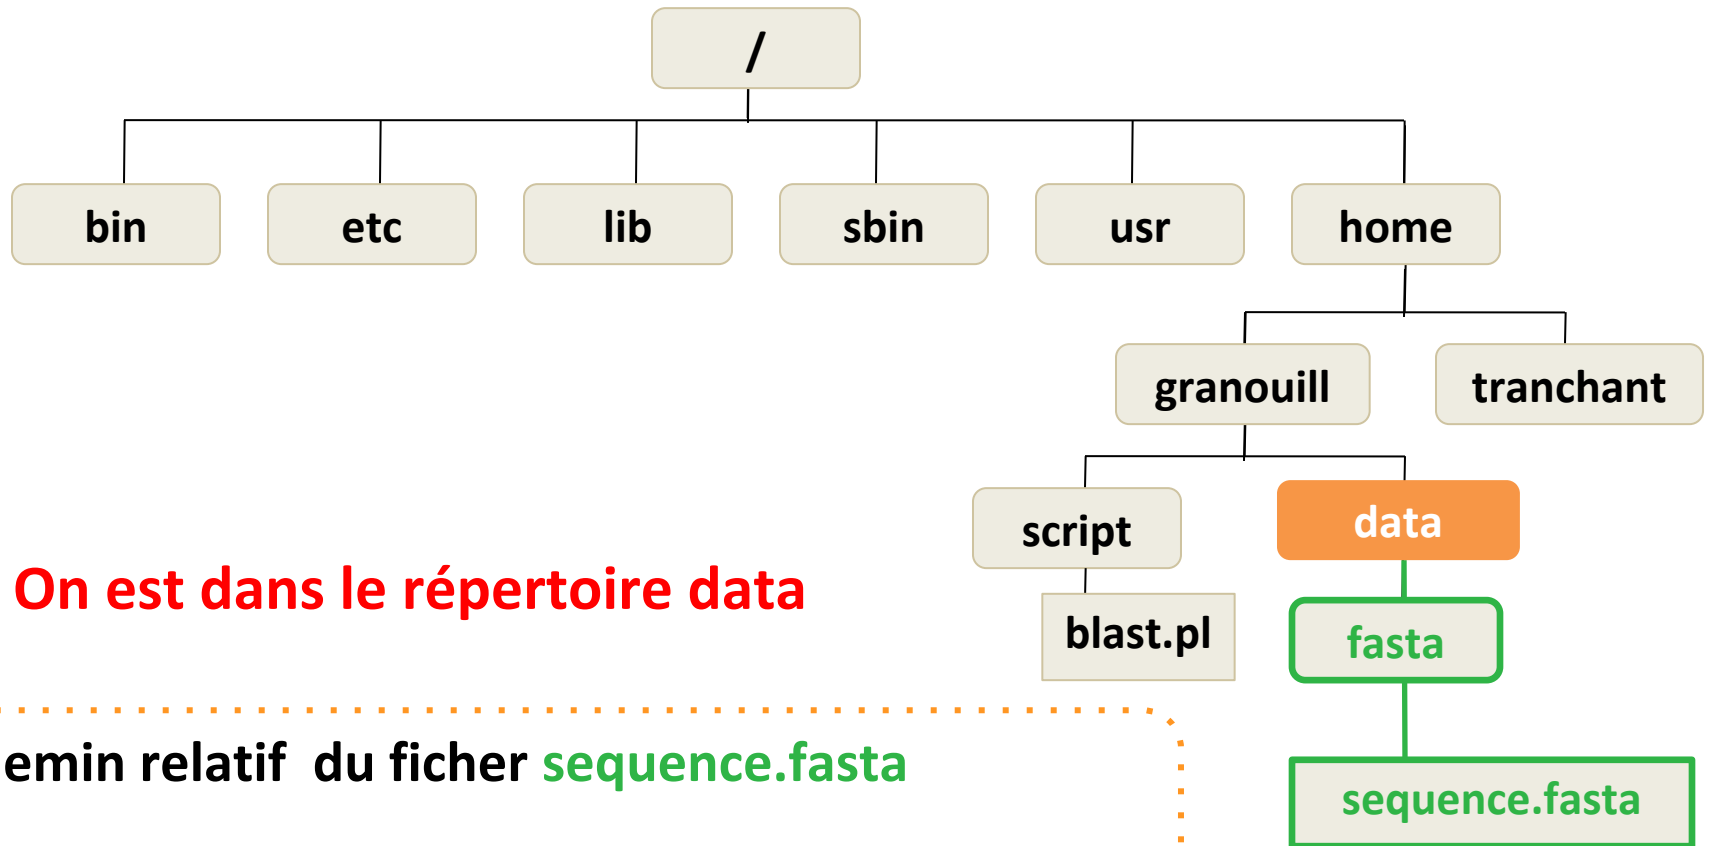 /
bin etc lib sbin usr home
granouill tranchant
script data
On est dans le répertoire data
blast.pl fasta
emin relatif du ficher sequence.fasta
sequence.fasta